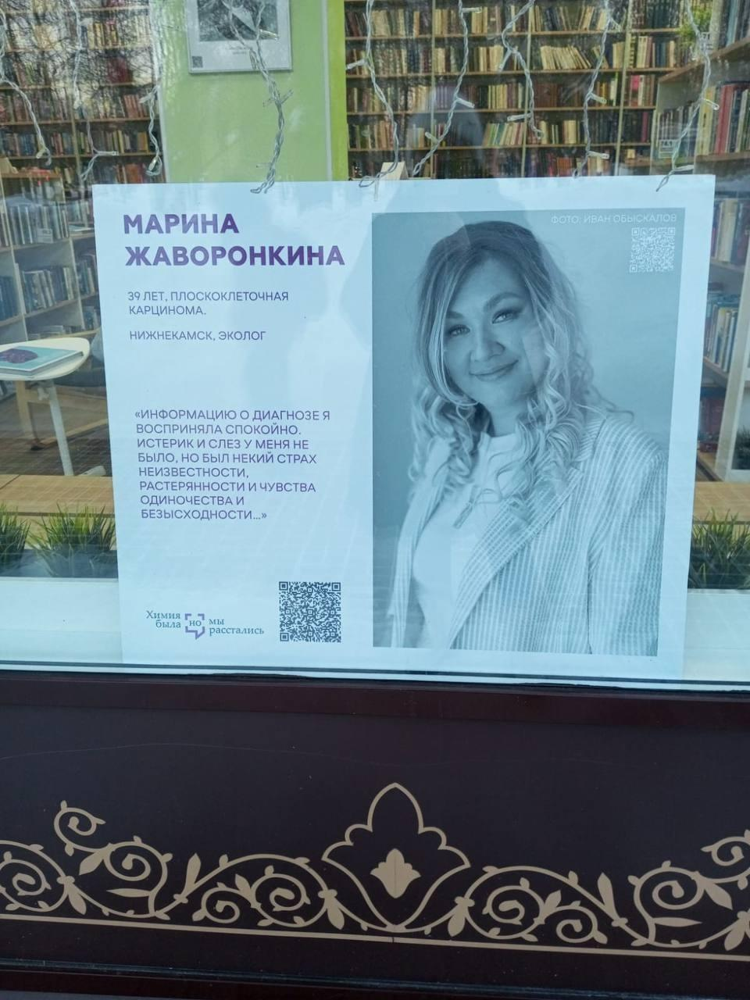 МАРИНА
ЖАВОРОНКИНА
39 ЛЕТ, ПЛОСКОКЛЕТОЧНАЯ
КАРЦИНОМА.
НИЖНЕКАМСК, ЭКОЛОГ
«ИНФОРМАЦИЮ О ДИАГНОЗЕ Я
ВОСПРИНЯЛА СПОКОЙНО.
ИСТЕРИК И СЛЕЗ У МЕНЯ НЕ
БЫЛО, НО БЫЛ НЕКИЙ СТРАХ
НЕИЗВЕСТНОСТИ,
РАСТЕРЯННОСТИ И ЧУВСТВА
ОДИНОЧЕСТВА И
БЕЗЫСХОДНОСТИ...»
Химия
была но мы
расстались
ФОТО: ИВАН ОБЫСКАЛОВ